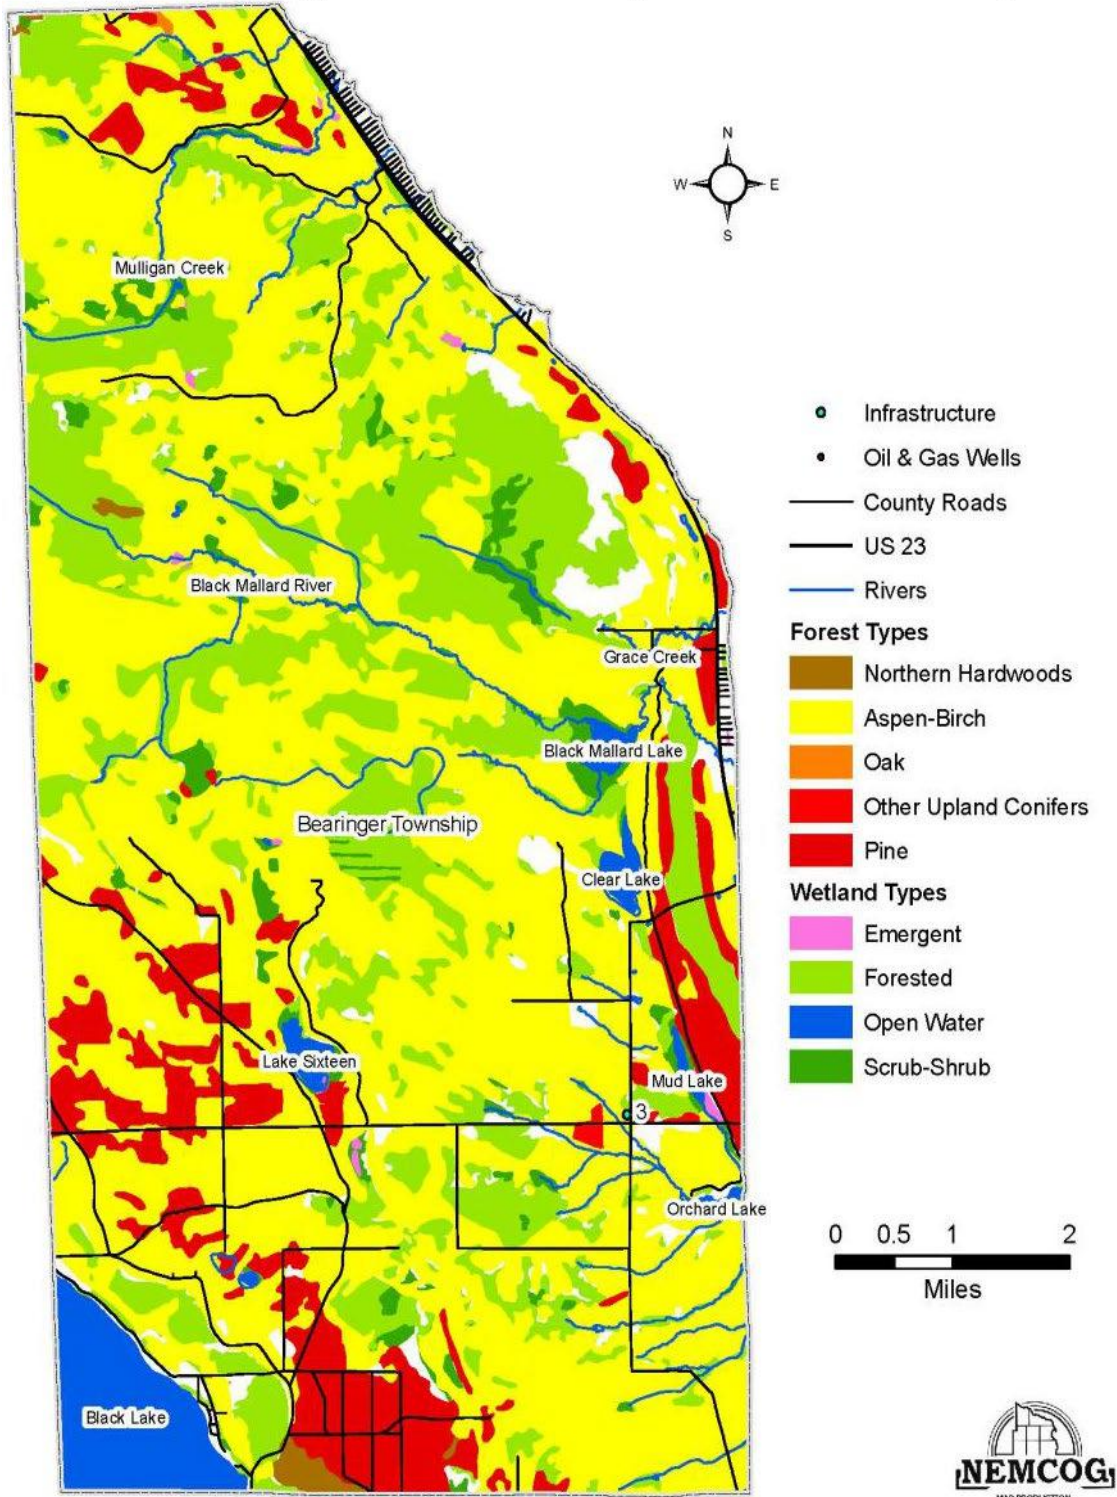 N
W E
S
Mulligan Creek
Black Mallard River
Grace Creek
Black Mallard Lake
Bearinger Township
Clear Lake
Lake Sixteen
Mud Lake
3
Orchard Lake
Black Lake
Infrastructure
Oil & Gas Wells
County Roads
US 23
Rivers
Forest Types
Northern Hardwoods
Aspen-Birch
Oak
Other Upland Conifers
Pine
Wetland Types
Emergent
Forested
Open Water
Scrub-Shrub
0 0.5 1 2
Miles
NEMCOG
MAP PRODUCTION